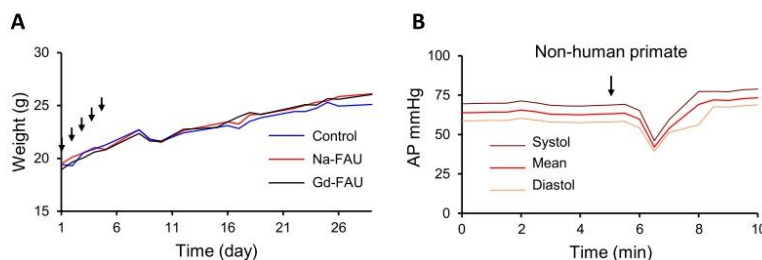 A
Weight (g)
30
25
20
15
1
6
11
16
21
26
Time (day)
Control
Na-FAU
Gd-FAU
B
Non-human primate
AP mmHg
100
75
50
25
0
0
2
4
6
8
10
Time (min)
Systol
Mean
Diastol